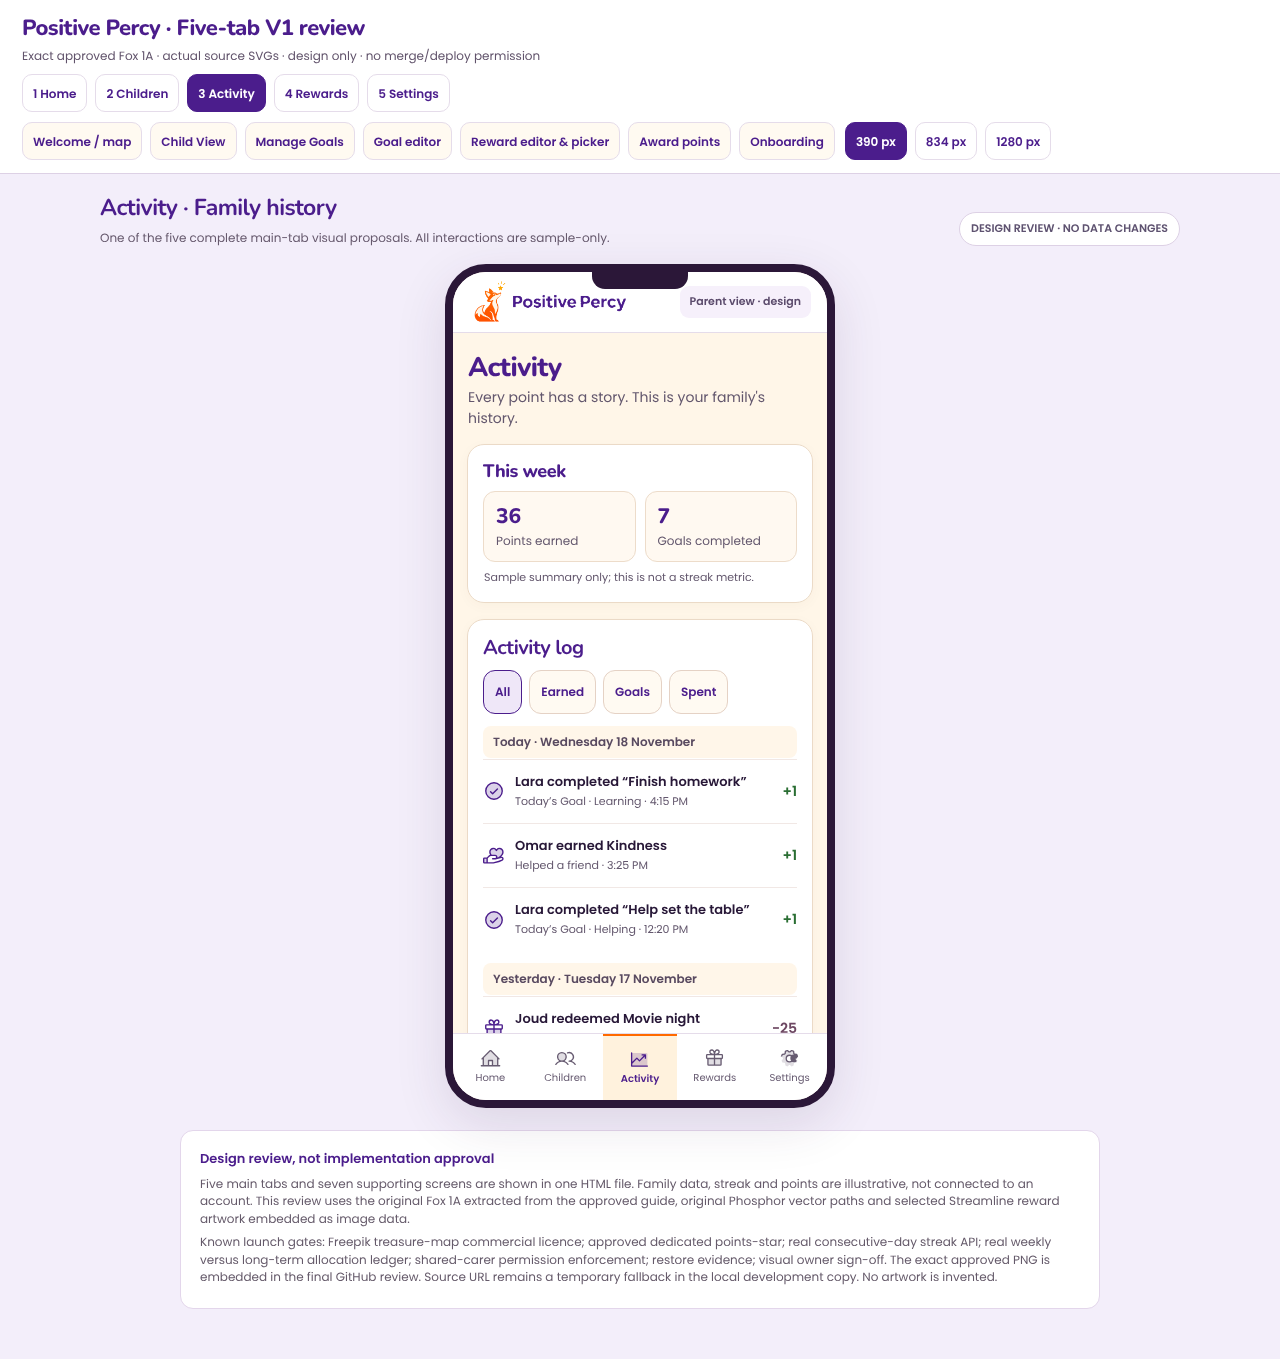 Positive Percy · Five-tab V1 review
Exact approved Fox 1A · actual source SVGs · design only · no merge/deploy permission
1 Home
2 Children
3 Activity
4 Rewards
5 Settings
Welcome / map
Child View
Manage Goals
Goal editor
Reward editor & picker
Award points
Onboarding
390 px
834 px
1280 px
Activity · Family history
One of the five complete main-tab visual proposals. All interactions are sample-only.
DESIGN REVIEW · NO DATA CHANGES
Positive Percy
Parent view · design
Activity
Every point has a story. This is your family's
history.
This week
36
Points earned
7
Goals completed
Sample summary only; this is not a streak metric.
Activity log
All
Earned
Goals
Spent
Today · Wednesday 18 November
Lara completed “Finish homework”
Today’s Goal · Learning · 4:15 PM
+1
Omar earned Kindness
Helped a friend · 3:25 PM
+1
Lara completed “Help set the table”
Today’s Goal · Helping · 12:20 PM
+1
Yesterday · Tuesday 17 November
Joud redeemed Movie night
-25
Home
Children
Activity
Rewards
Settings
Design review, not implementation approval
Five main tabs and seven supporting screens are shown in one HTML file. Family data, streak and points are illustrative, not connected to an
account. This review uses the original Fox 1A extracted from the approved guide, original Phosphor vector paths and selected Streamline reward
artwork embedded as image data.
Known launch gates: Freepik treasure-map commercial licence; approved dedicated points-star; real consecutive-day streak API; real weekly
versus long-term allocation ledger; shared-carer permission enforcement; restore evidence; visual owner sign-off. The exact approved PNG is
embedded in the final GitHub review. Source URL remains a temporary fallback in the local development copy. No artwork is invented.